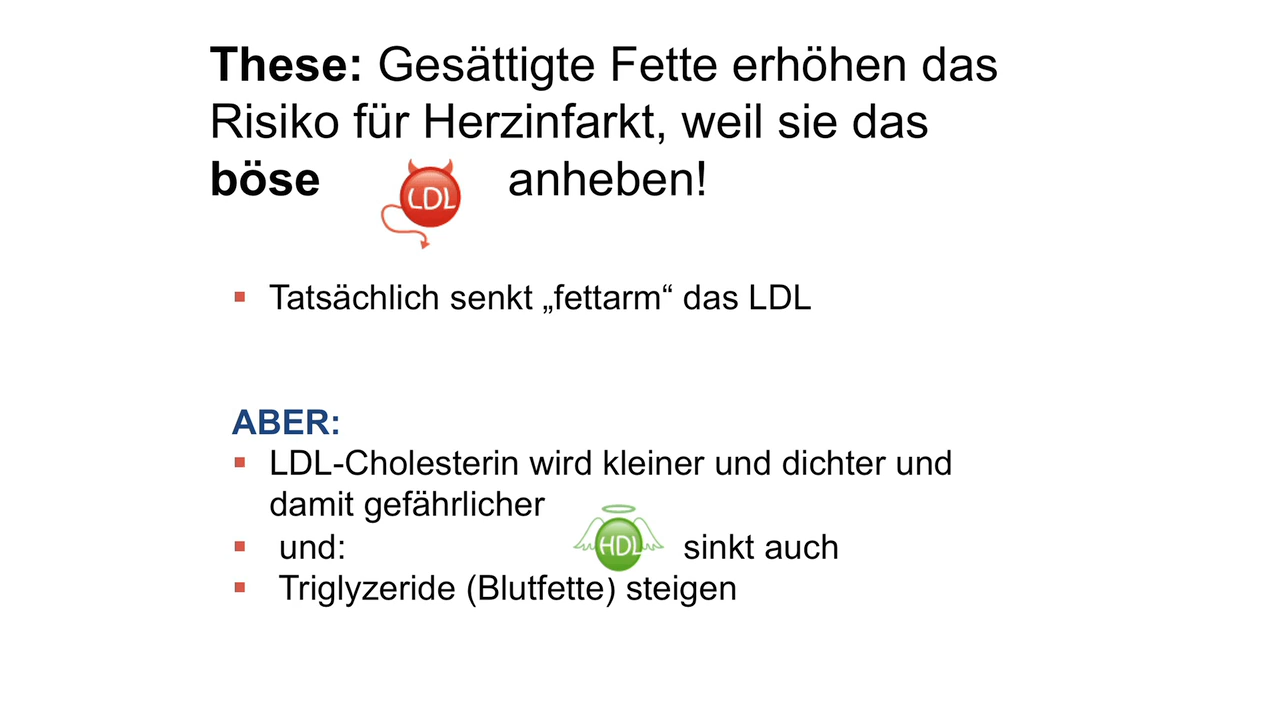 These: Gesättigte Fette erhöhen das
Risiko für Herzinfarkt, weil sie das
böse LDL anheben!
▪ Tatsächlich senkt „fettarm“ das LDL
ABER:
▪ LDL-Cholesterin wird kleiner und dichter und
damit gefährlicher
▪ und: HDL sinkt auch
▪ Triglyzeride (Blutfette) steigen